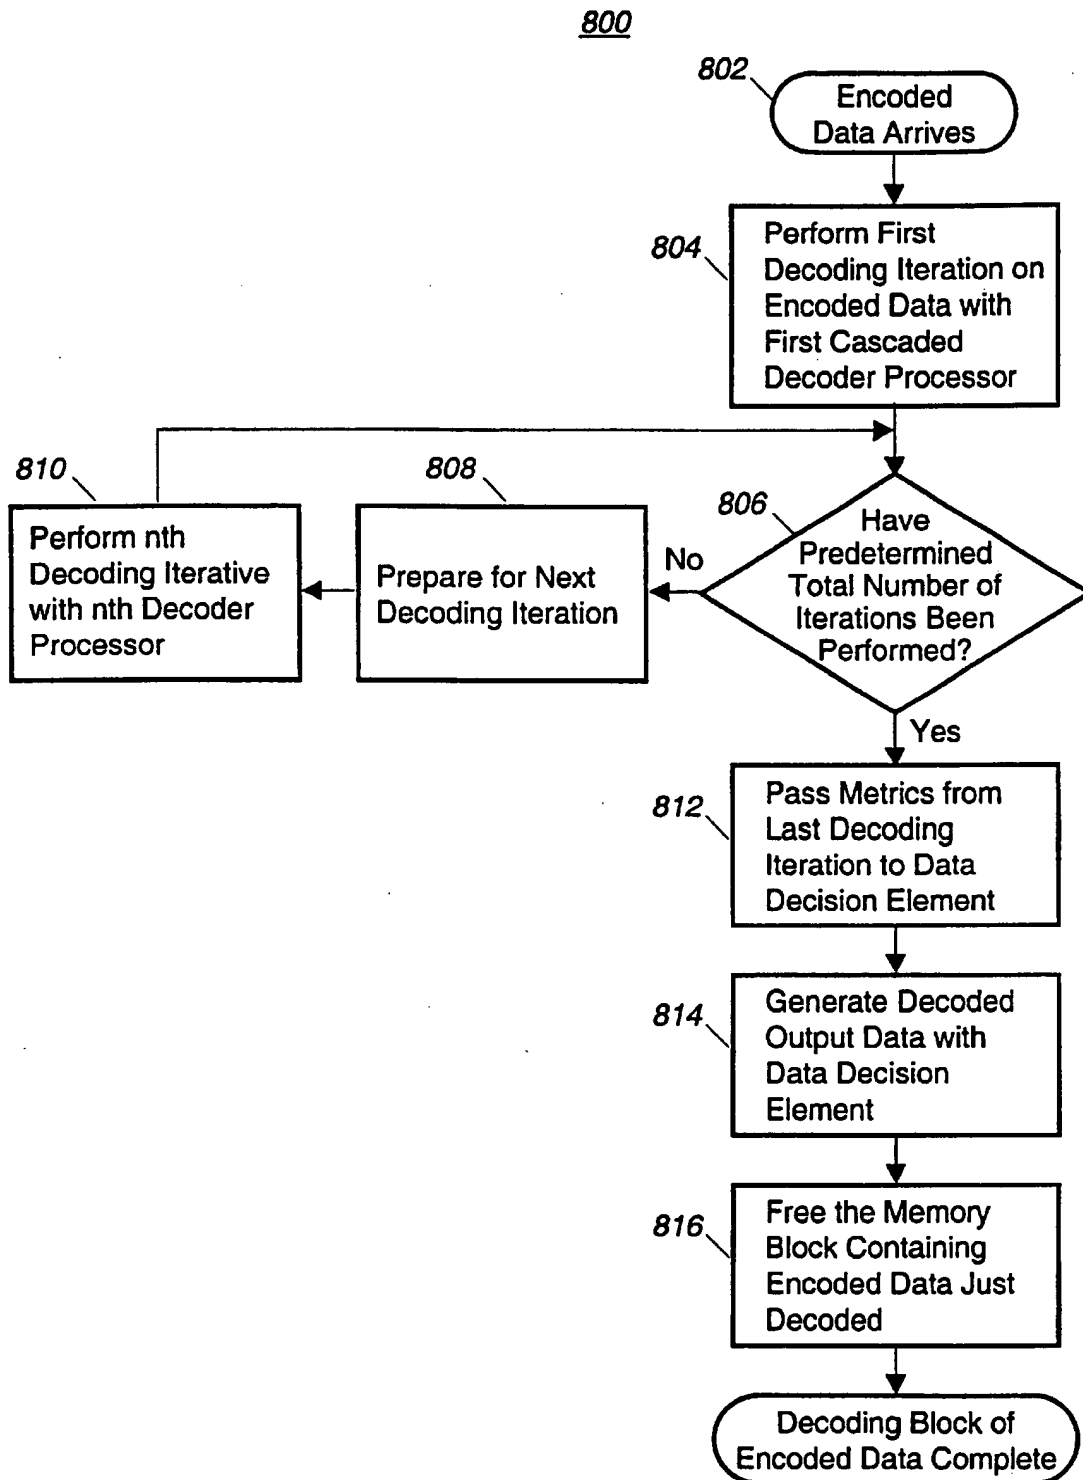 800
802
Encoded
Data Arrives
804
Perform First
Decoding Iteration on
Encoded Data with
First Cascaded
Decoder Processor
810
Perform nth
Decoding Iterative
with nth Decoder
Processor
808
Prepare for Next
Decoding Iteration
No
806
Have
Predetermined
Total Number of
Iterations Been
Performed?
Yes
812
Pass Metrics from
Last Decoding
Iteration to Data
Decision Element
814
Generate Decoded
Output Data with
Data Decision
Element
816
Free the Memory
Block Containing
Encoded Data Just
Decoded
Decoding Block of
Encoded Data Complete